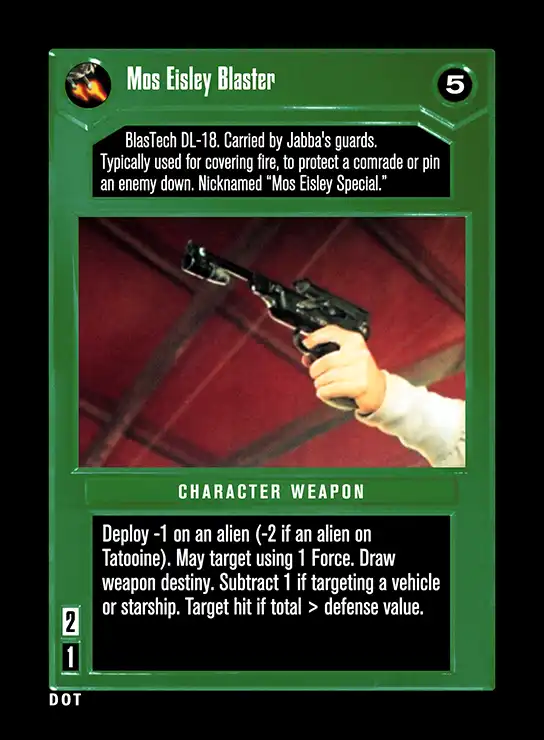 Mos Eisley Blaster
5
BlasTech DL-18. Carried by Jabba's guards.
Typically used for covering fire, to protect a comrade or pin
an enemy down. Nicknamed “Mos Eisley Special.”
CHARACTER WEAPON
Deploy -1 on an alien (-2 if an alien on
Tatooine). May target using 1 Force. Draw
weapon destiny. Subtract 1 if targeting a vehicle
or starship. Target hit if total > defense value.
2
1
DOT